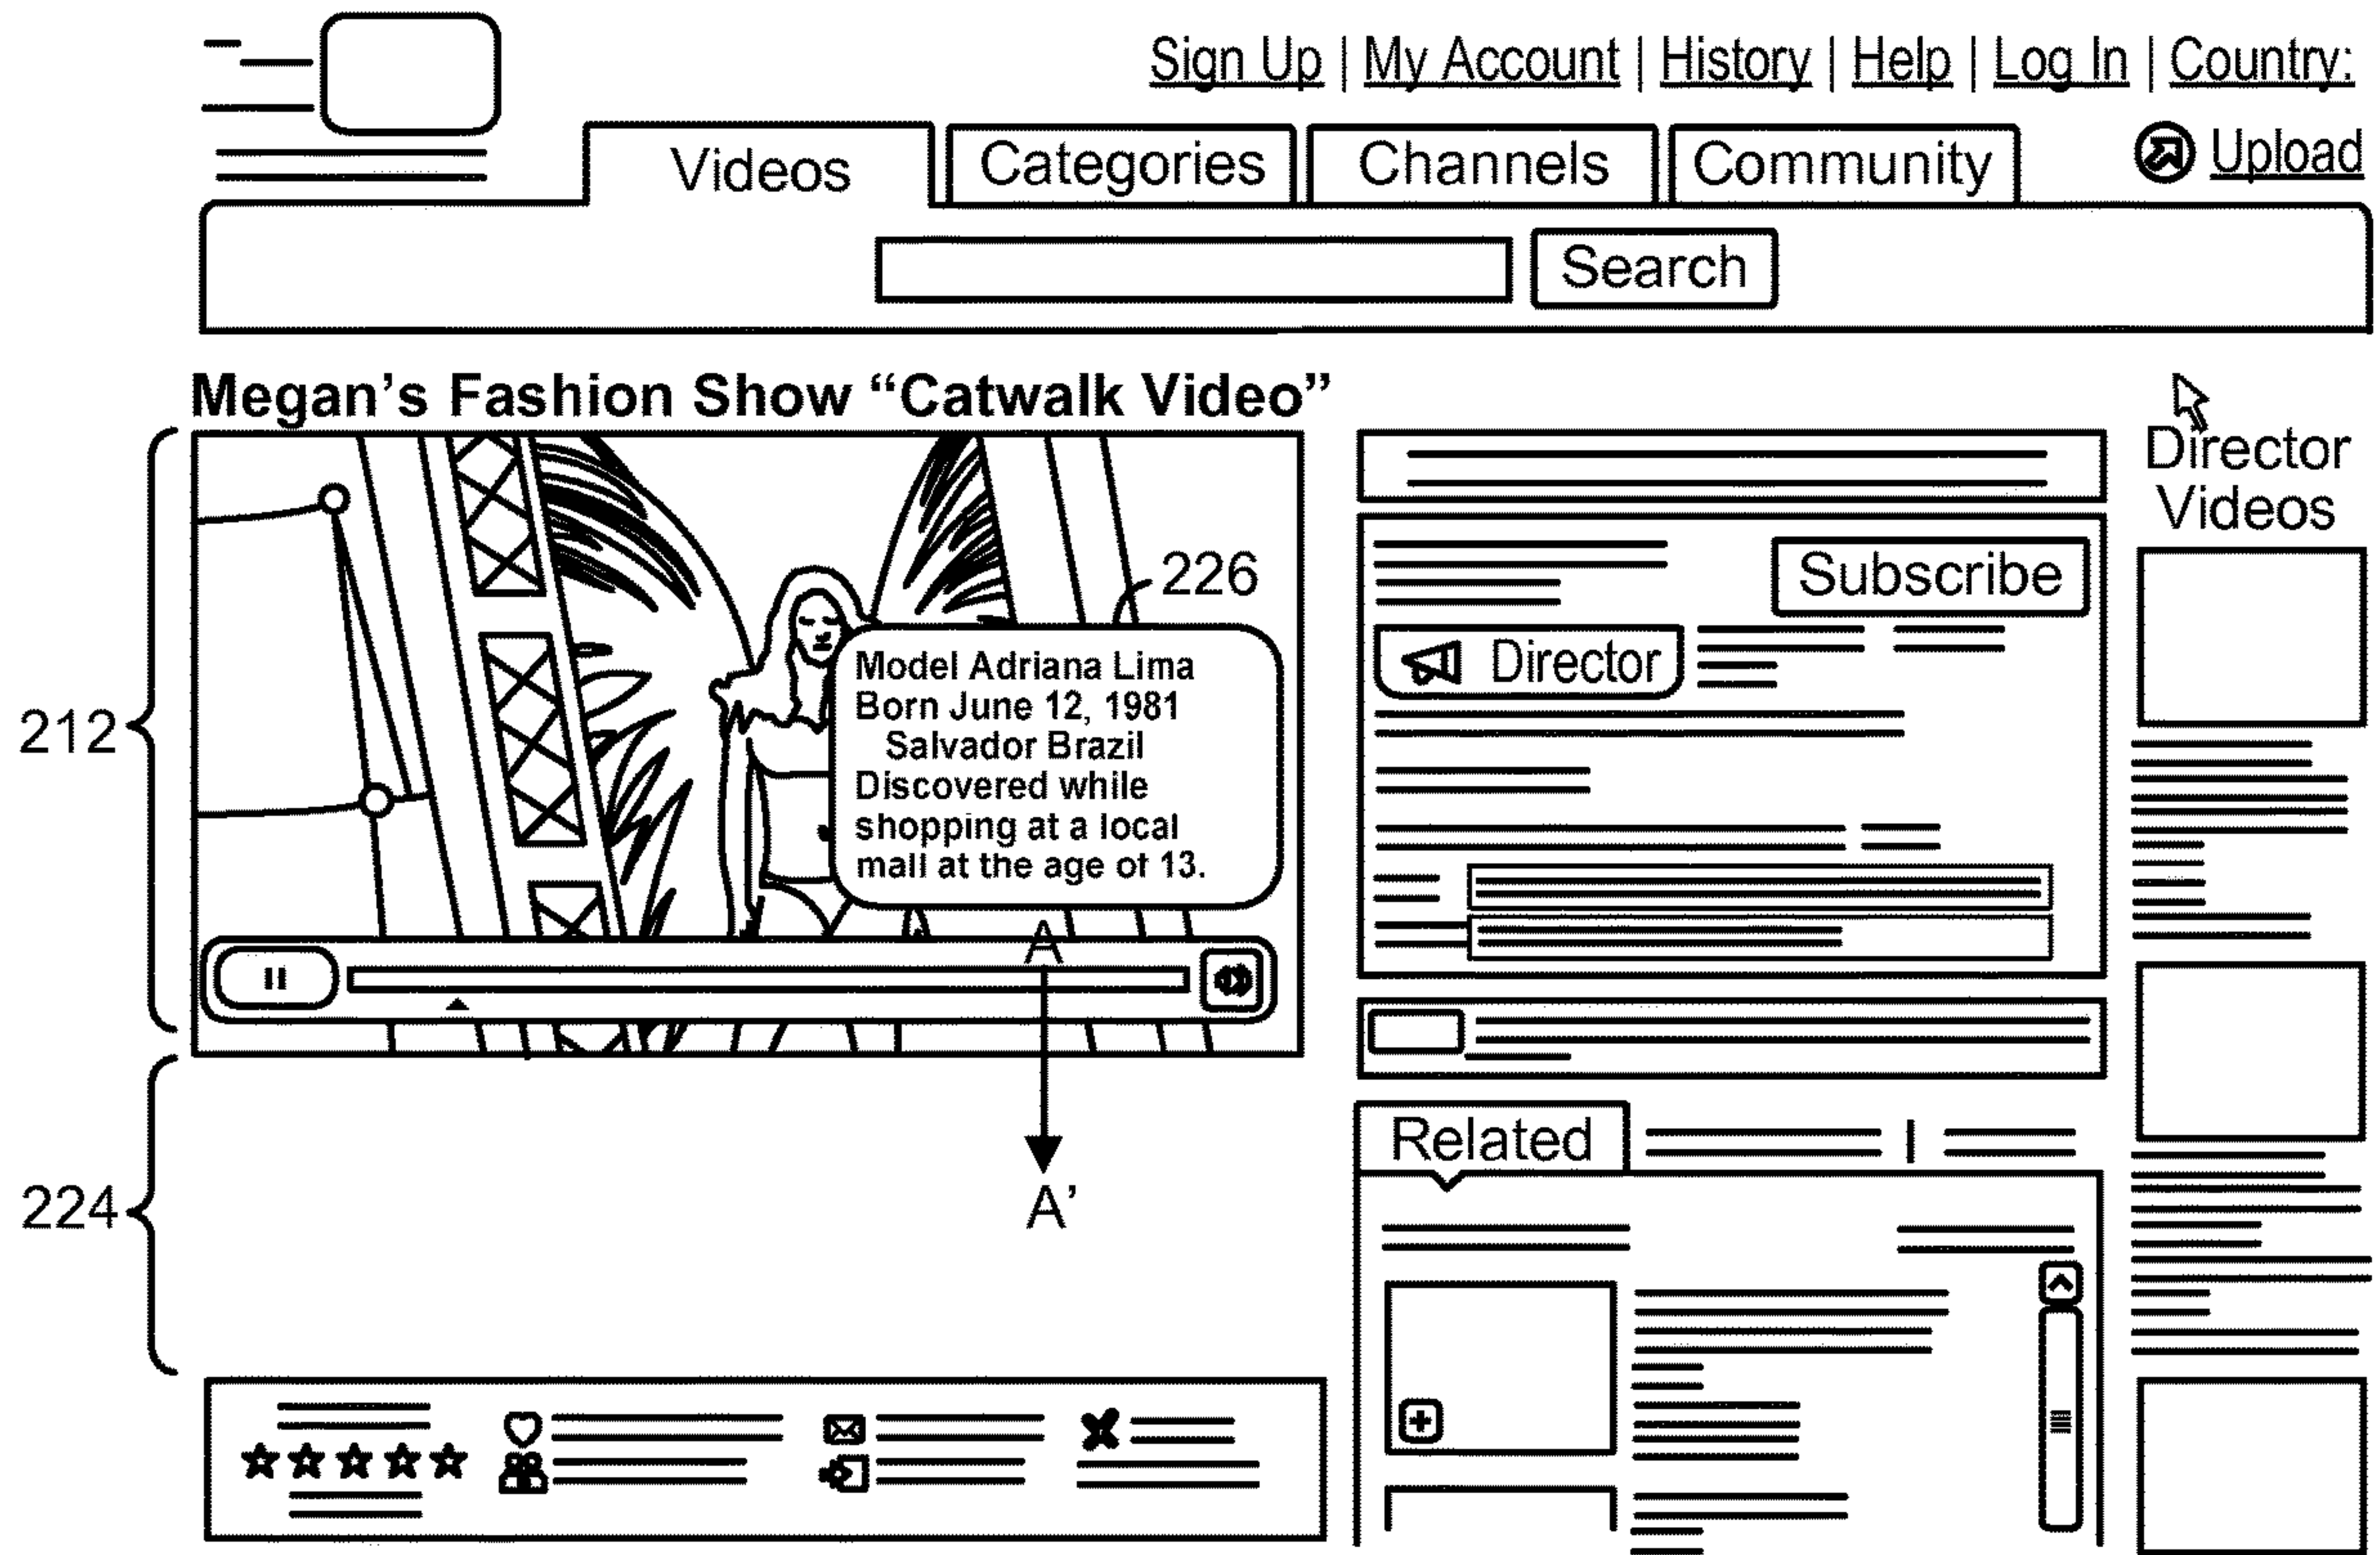 Sign Up | My Account | History | Help | Log In | Country:
Videos
Categories
Channels
Community
Upload
Search
Megan's Fashion Show “Catwalk Video”
Director
Videos
226
Subscribe
Director
Model Adriana Lima
Born June 12, 1981
Salvador Brazil
Discovered while
shopping at a local
mall at the age of 13.
212
A
A'
224
Related